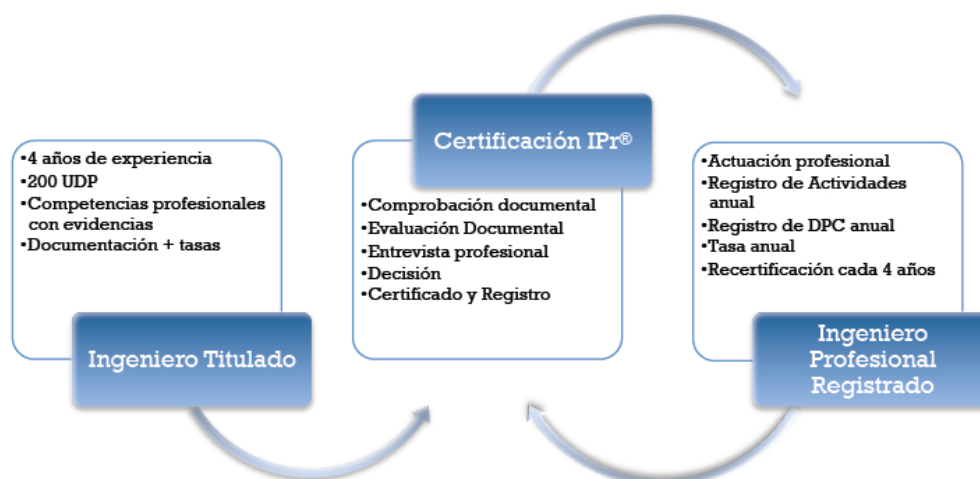 •4 años de experiencia
•200 UDP
•Competencias profesionales
con evidencias
•Documentación + tasas
Ingeniero Titulado
Certificación IPr®
•Comprobación documental
•Evaluación Documental
•Entrevista profesional
•Decisión
•Certificado y Registro
•Actuación profesional
•Registro de Actividades
anual
•Registro de DPC anual
•Tasa anual
•Recertificación cada 4 años
Ingeniero
Profesional
Registrado